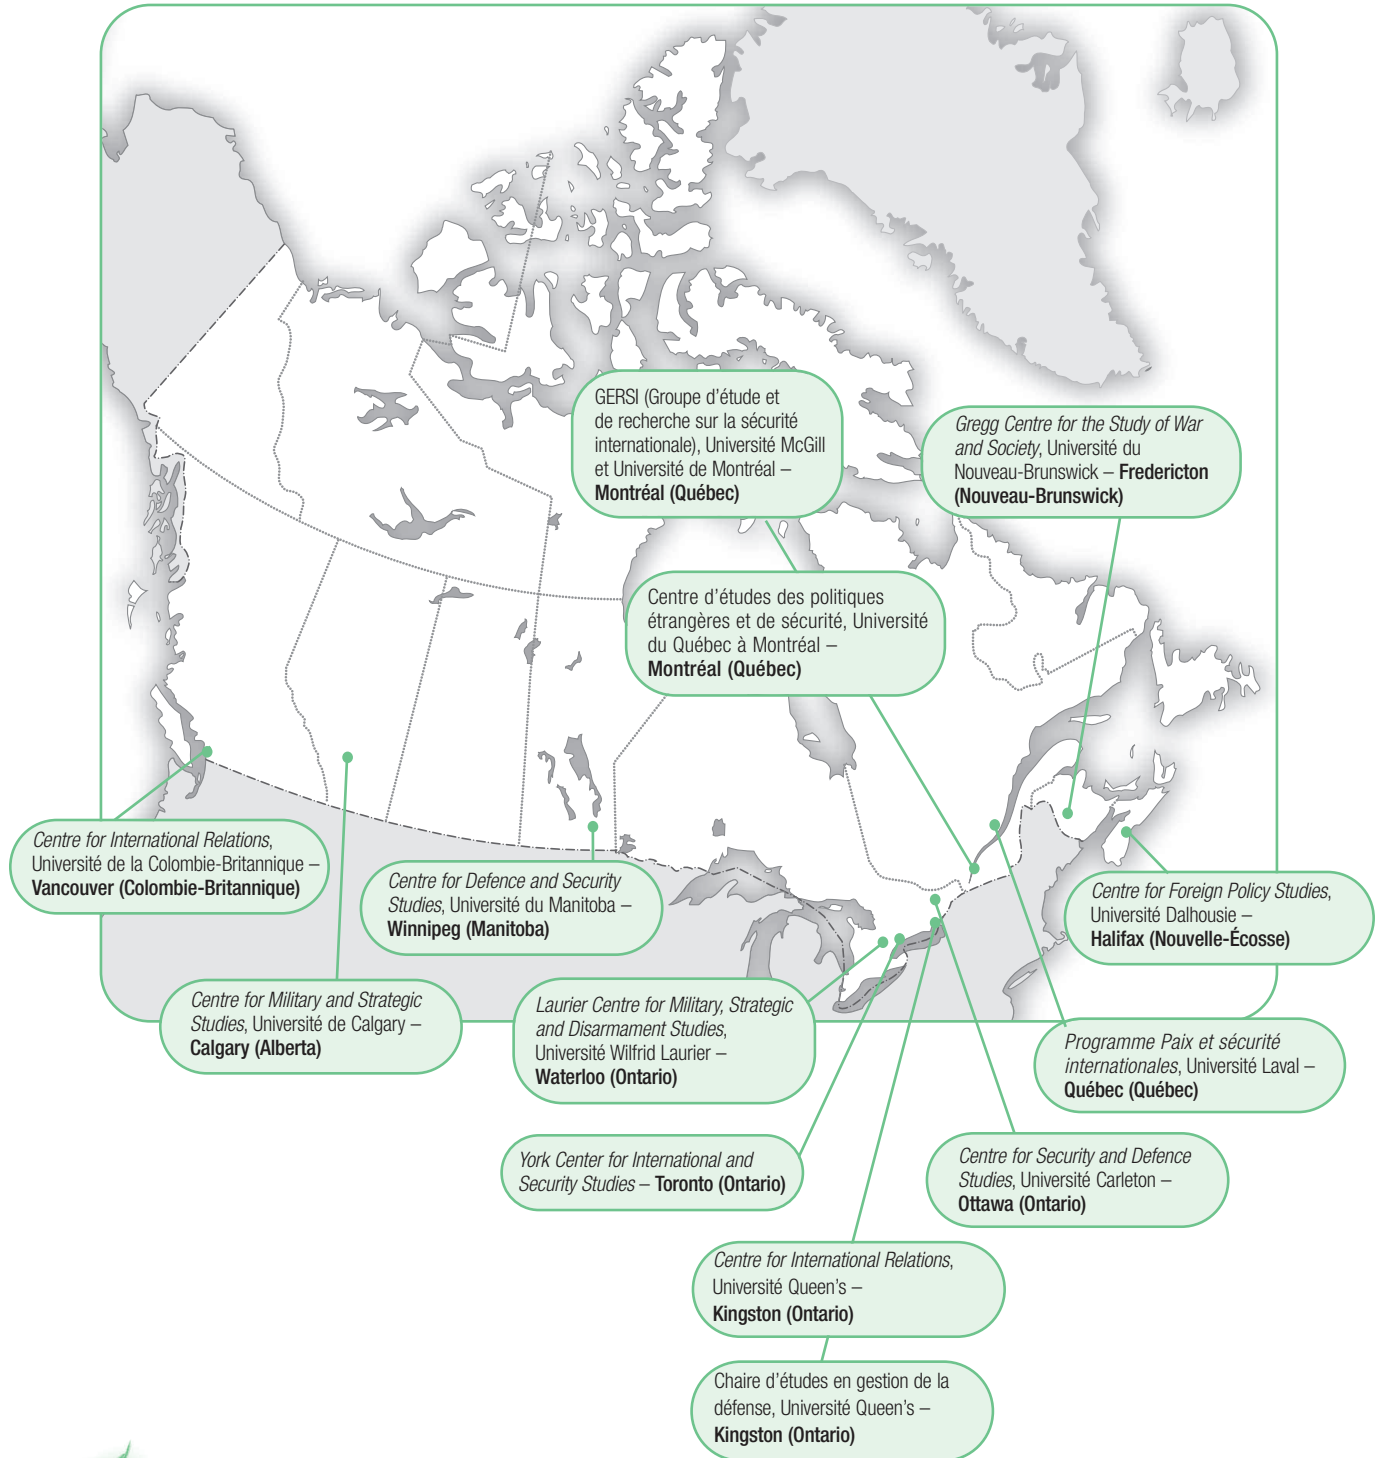 GERSI (Groupe d'étude et
de recherche sur la sécurité
internationale), Université McGill
et Université de Montréal –
Montréal (Québec)
Gregg Centre for the Study of War
and Society, Université du
Nouveau-Brunswick – Fredericton
(Nouveau-Brunswick)
Centre d'études des politiques
étrangères et de sécurité, Université
du Québec à Montréal –
Montréal (Québec)
Centre for International Relations,
Université de la Colombie-Britannique –
Vancouver (Colombie-Britannique)
Centre for Defence and Security
Studies, Université du Manitoba –
Winnipeg (Manitoba)
Centre for Foreign Policy Studies,
Université Dalhousie –
Halifax (Nouvelle-Écosse)
Centre for Military and Strategic
Studies, Université de Calgary –
Calgary (Alberta)
Laurier Centre for Military, Strategic
and Disarmament Studies,
Université Wilfrid Laurier –
Waterloo (Ontario)
Programme Paix et sécurité
internationales, Université Laval –
Québec (Québec)
York Center for International and
Security Studies – Toronto (Ontario)
Centre for Security and Defence
Studies, Université Carleton –
Ottawa (Ontario)
Centre for International Relations,
Université Queen's –
Kingston (Ontario)
Chaire d'études en gestion de la
défense, Université Queen's –
Kingston (Ontario)